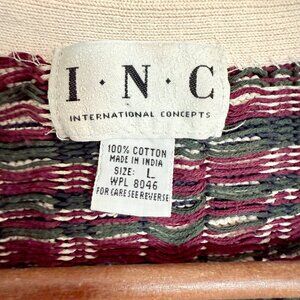 I·N·C
INTERNATIONAL CONCEPTS
100% COTTON
MADE IN INDIA
SIZE: L
WPL 8046
FOR CARE SEE REVERSE